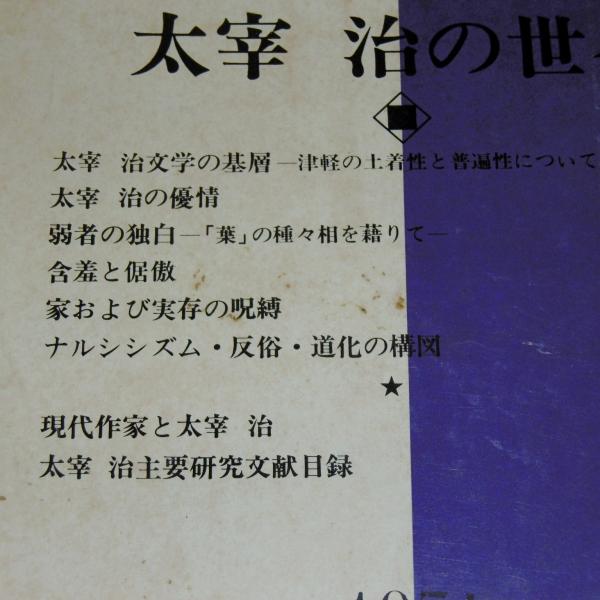 太宰 治の世
太宰 治文学の基層―津軽の土着性と普遍性について
太宰 治の優情
弱者の独白―「葉」の種々相を藉りて―
含羞と倨傲
家および実存の呪縛
ナルシシズム・反俗・道化の構図
★
現代作家と太宰 治
太宰 治主要研究文献目録